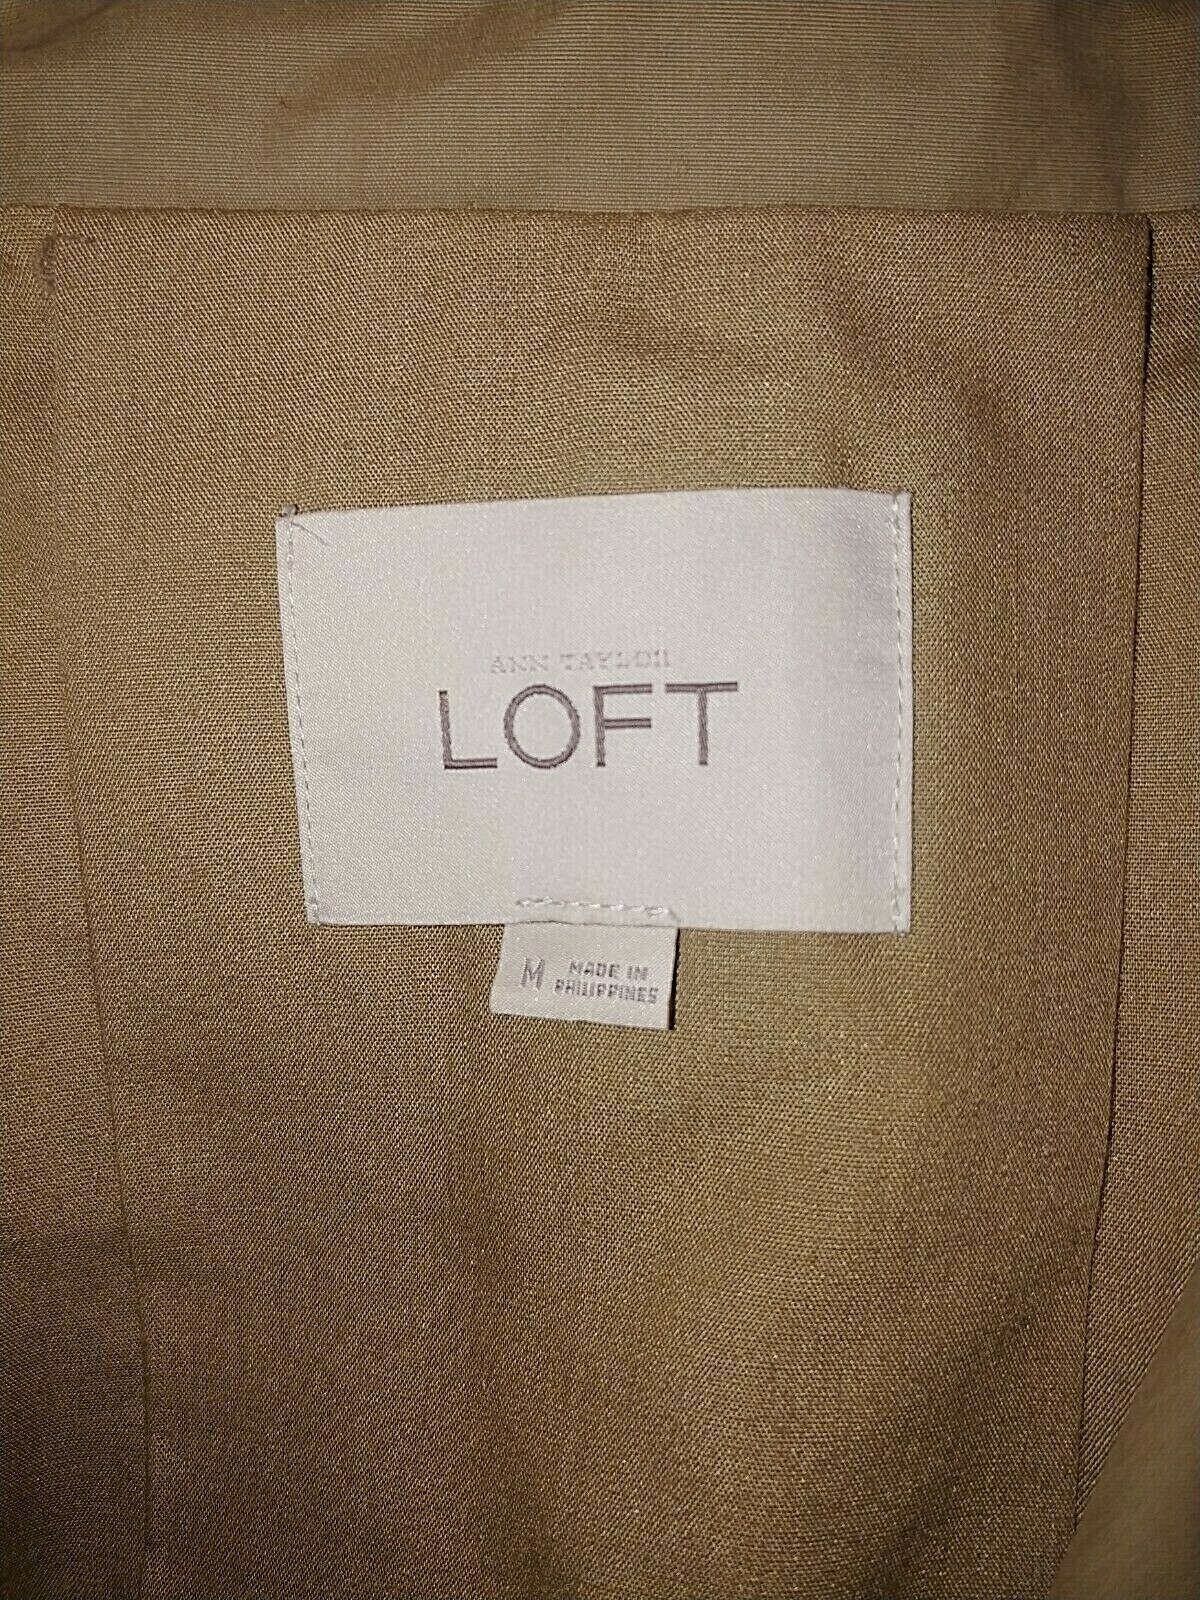 ANN TAYLOR
LOFT
M
MADE IN
PHILIPPINES